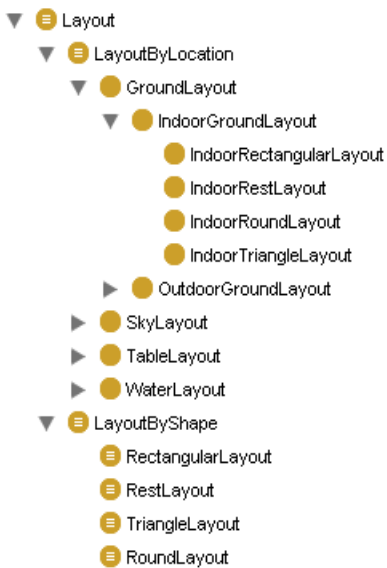 Layout
LayoutByLocation
GroundLayout
IndoorGroundLayout
IndoorRectangularLayout
IndoorRestLayout
IndoorRoundLayout
IndoorTriangleLayout
OutdoorGroundLayout
SkyLayout
TableLayout
WaterLayout
LayoutByShape
RectangularLayout
RestLayout
TriangleLayout
RoundLayout